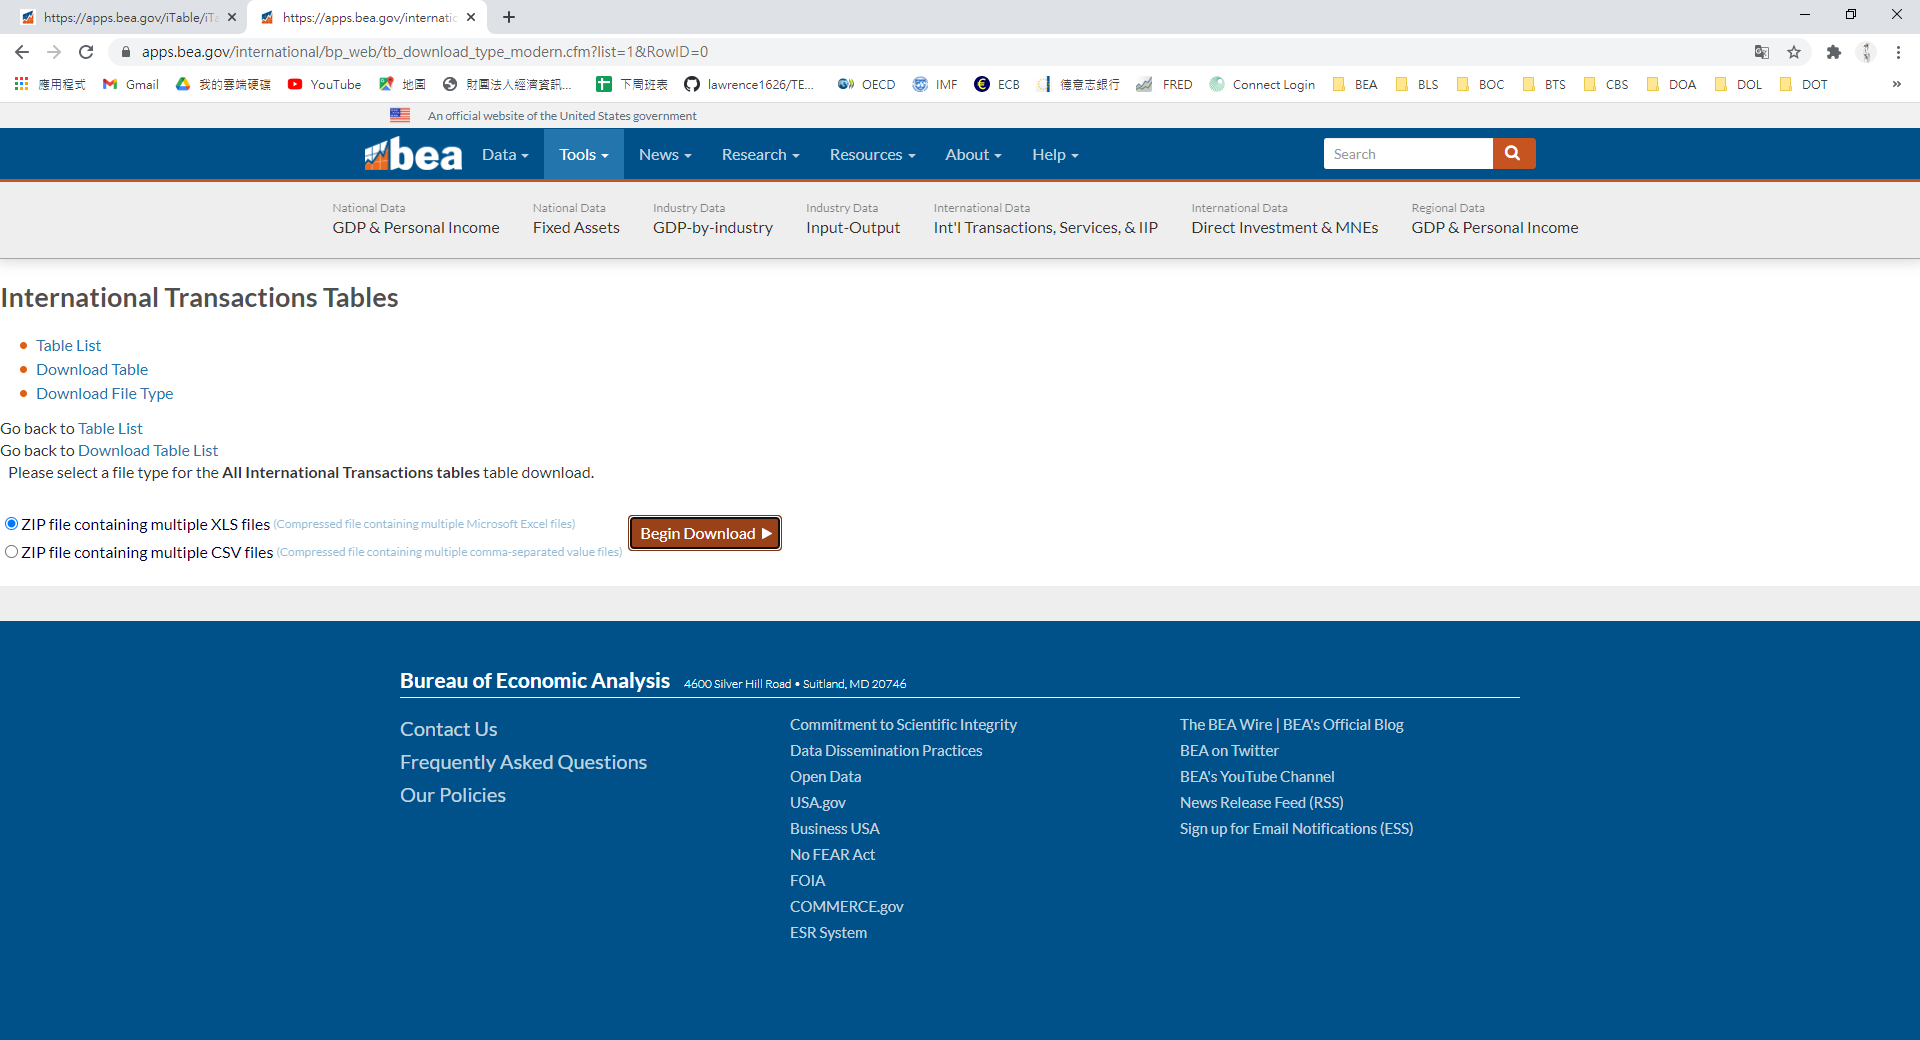 https://apps.bea.gov/iTable/iTa
https://apps.bea.gov/internatic
apps.bea.gov/international/bp_web/tb_download_type_modern.cfm?list=1&RowID=0
應用程式 Gmail 我的雲端硬碟 YouTube 地圖 財團法人經濟資訊... 下周班表 lawrence1626/TE... OECD IMF ECB 德意志銀行 FRED Connect Login BEA BLS BOC BTS CBS DOA DOL DOT »
An official website of the United States government
bea Data Tools News Research Resources About Help Search
National Data National Data Industry Data Industry Data International Data International Data Regional Data
GDP & Personal Income Fixed Assets GDP-by-industry Input-Output Int'l Transactions, Services, & IIP Direct Investment & MNEs GDP & Personal Income
International Transactions Tables
Table List
Download Table
Download File Type
Go back to Table List
Go back to Download Table List
Please select a file type for the All International Transactions tables table download.
ZIP file containing multiple XLS files (Compressed file containing multiple Microsoft Excel files)
ZIP file containing multiple CSV files (Compressed file containing multiple comma-separated value files)
Begin Download
Bureau of Economic Analysis 4600 Silver Hill Road • Suitland, MD 20746
Contact Us
Frequently Asked Questions
Our Policies
Commitment to Scientific Integrity
Data Dissemination Practices
Open Data
USA.gov
Business USA
No FEAR Act
FOIA
COMMERCE.gov
ESR System
The BEA Wire | BEA's Official Blog
BEA on Twitter
BEA's YouTube Channel
News Release Feed (RSS)
Sign up for Email Notifications (ESS)